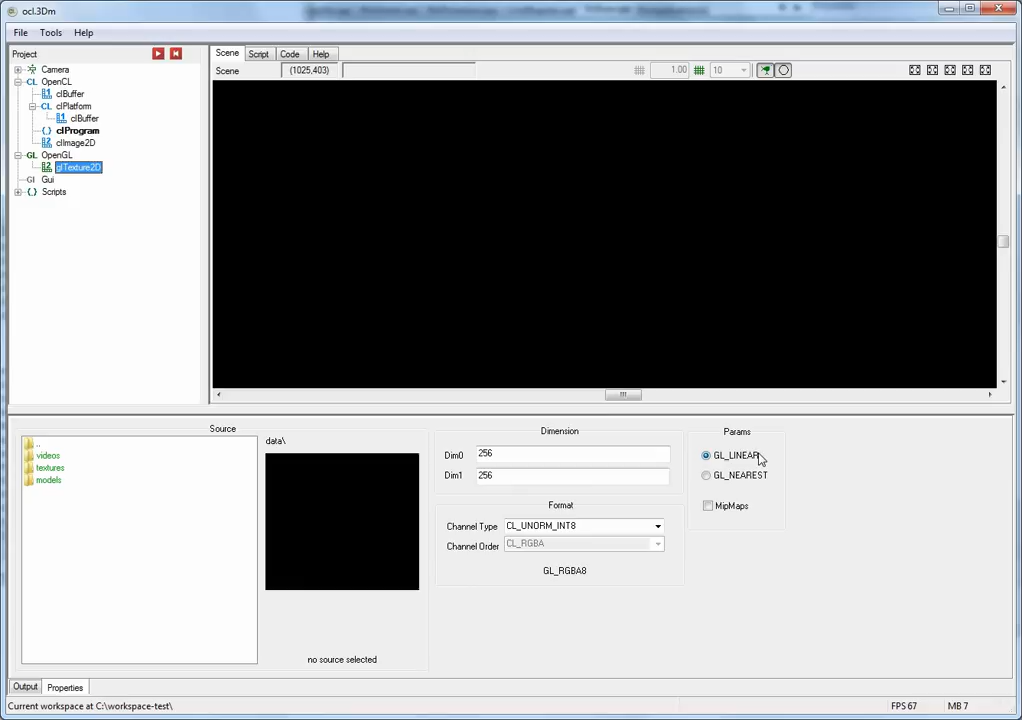 ocl.3Dm
File Tools Help
Project
Camera
OpenCL
clBuffer
clPlatform
clBuffer
clProgram
clImage2D
OpenGL
glTexture2D
Gui
Scripts
Scene Script Code Help
Scene (1025,403) 1.00 10
Source
..
videos
textures
models
data\
no source selected
Dimension
Dim0 256
Dim1 256
Format
Channel Type CL_UNORM_INT8
Channel Order CL_RGBA
GL_RGBA8
Params
GL_LINEAR
GL_NEAREST
MipMaps
Output Properties
Current workspace at C:\workspace-test\ FPS 67 MB 7